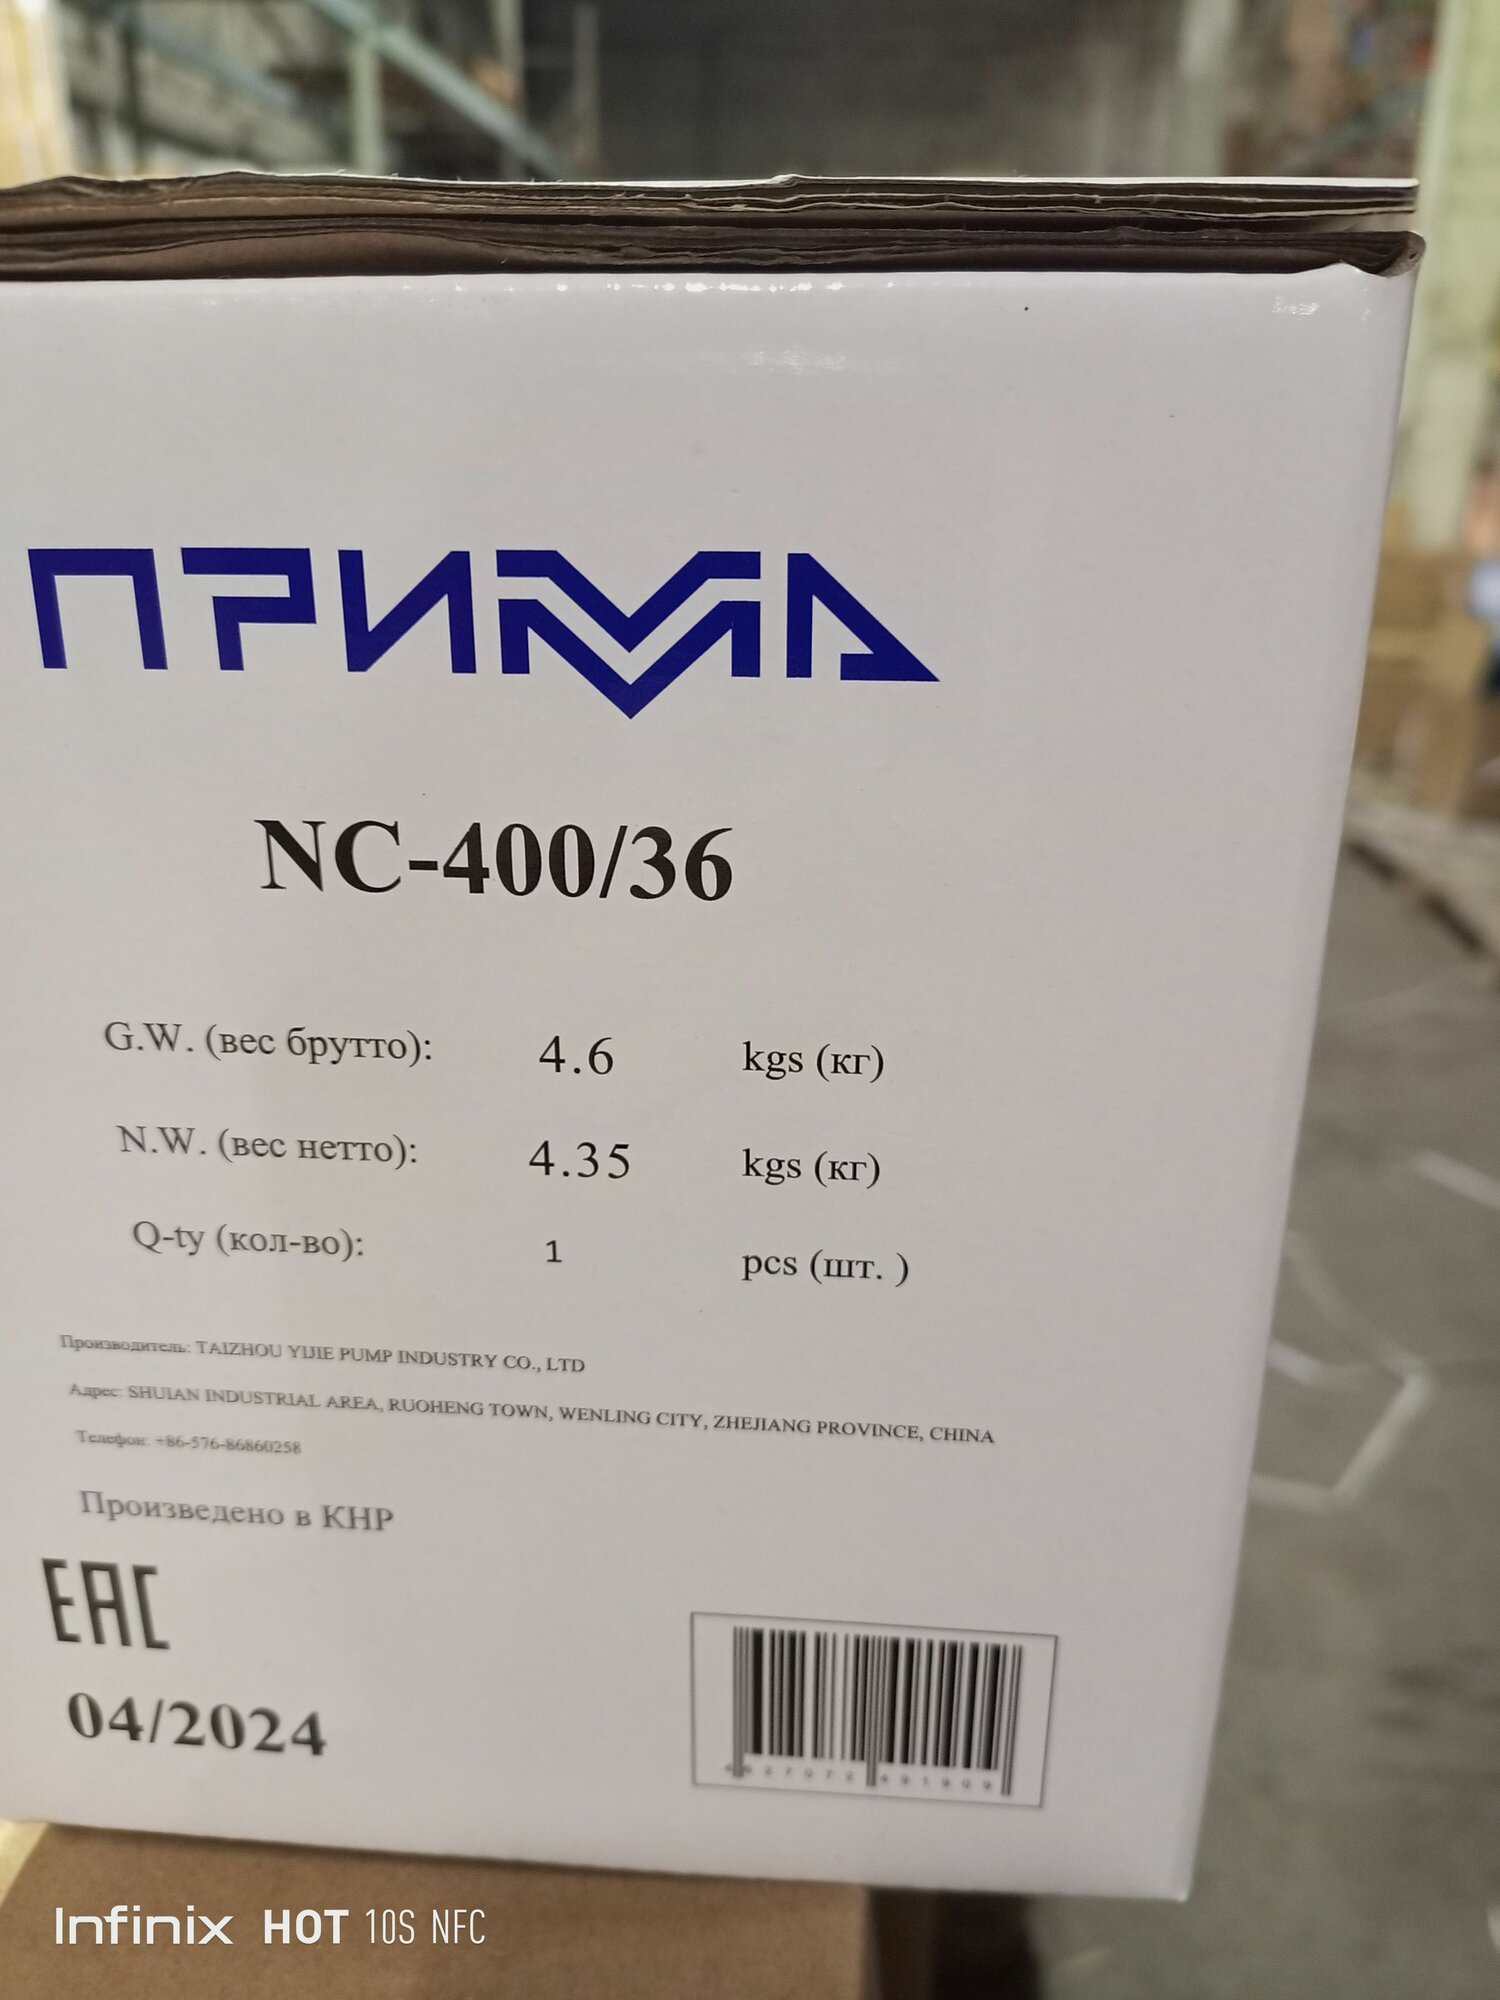 ПРИМА
NC-400/36
G.W. (вес брутто): 4.6 kgs (кг)
N.W. (вес нетто): 4.35 kgs (кг)
Q-ty (кол-во): 1 pcs (шт. )
Производитель: TAIZHOU YIJIE PUMP INDUSTRY CO., LTD
Адрес: SHUIAN INDUSTRIAL AREA, RUOHENG TOWN, WENLING CITY, ZHEJIANG PROVINCE, CHINA
Телефон: +86-576-86860258
Произведено в КНР
EAC
04/2024
Infinix HOT 10S NFC